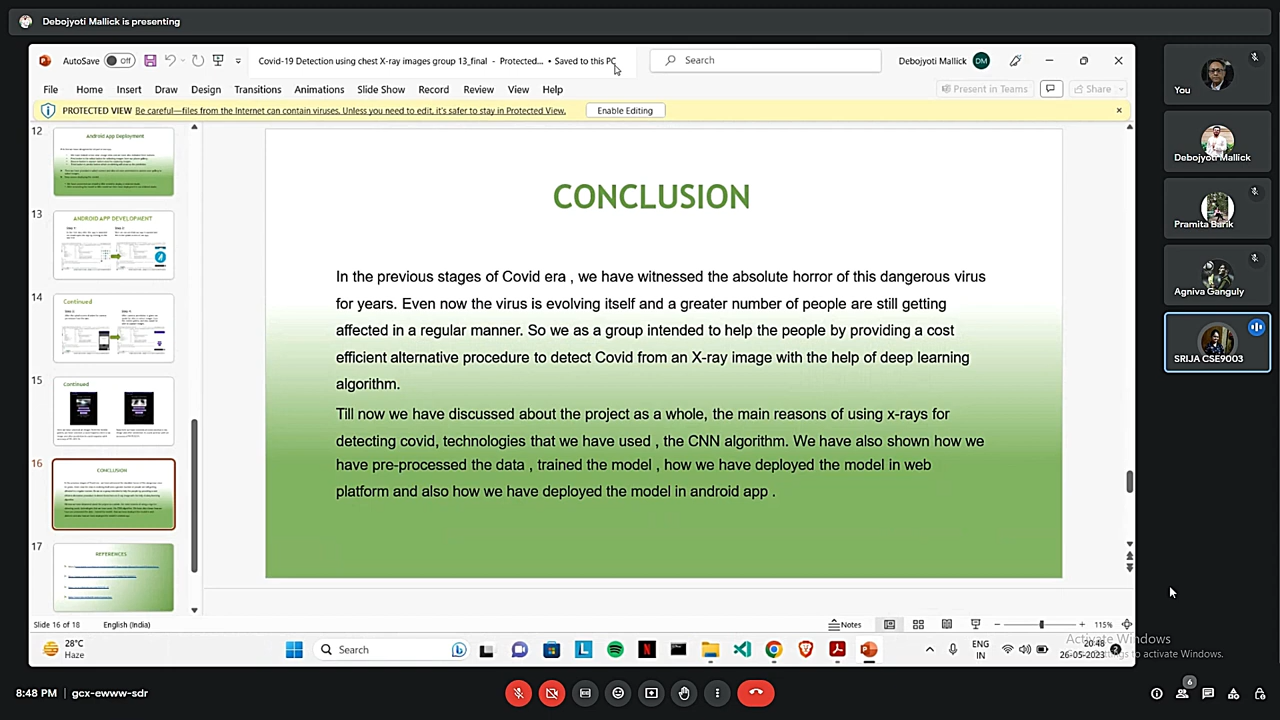 Debojyoti Mallick is presenting
AutoSave Off
Covid-19 Detection using chest X-ray images group 13_final - Protected... • Saved to this PC
Search
Debojyoti Mallick DM
File Home Insert Draw Design Transitions Animations Slide Show Record Review View Help
Present in Teams Share
PROTECTED VIEW Be careful—files from the Internet can contain viruses. Unless you need to edit, it's safer to stay in Protected View. Enable Editing
12
Android App Deployment
13
ANDROID APP DEVELOPMENT
14
Continued
15
Continued
16
CONCLUSION
17
REFERENCES
CONCLUSION
In the previous stages of Covid era , we have witnessed the absolute horror of this dangerous virus
for years. Even now the virus is evolving itself and a greater number of people are still getting
affected in a regular manner. So we as a group intended to help the people by providing a cost
efficient alternative procedure to detect Covid from an X-ray image with the help of deep learning
algorithm.
Till now we have discussed about the project as a whole, the main reasons of using x-rays for
detecting covid, technologies that we have used , the CNN algorithm. We have also shown how we
have pre-processed the data , trained the model , how we have deployed the model in web
platform and also how we have deployed the model in android app .
You
Debojyoti Mallick
Pramita Barik
Agniva Ganguly
SRIJA CSE9003
Slide 16 of 18 English (India)
Notes
115%
28°C
Haze
Search
ENG
IN
20:48
26-05-2023
Activate Windows
to activate Windows.
8:48 PM gcx-ewww-sdr
6